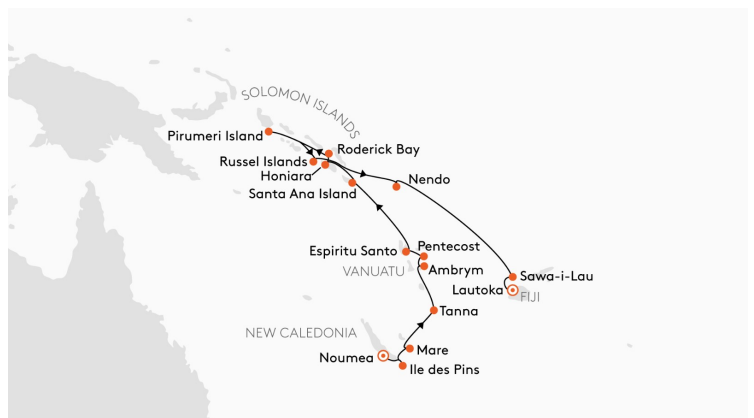 SOLOMON ISLANDS
Pirumeri Island
Roderick Bay
Russel Islands
Honiara
Nendo
Santa Ana Island
Espiritu Santo
Pentecost
VANUATU
Ambrym
Sawa-i-Lau
Lautoka
FIJI
Tanna
NEW CALEDONIA
Noumea
Mare
Ile des Pins